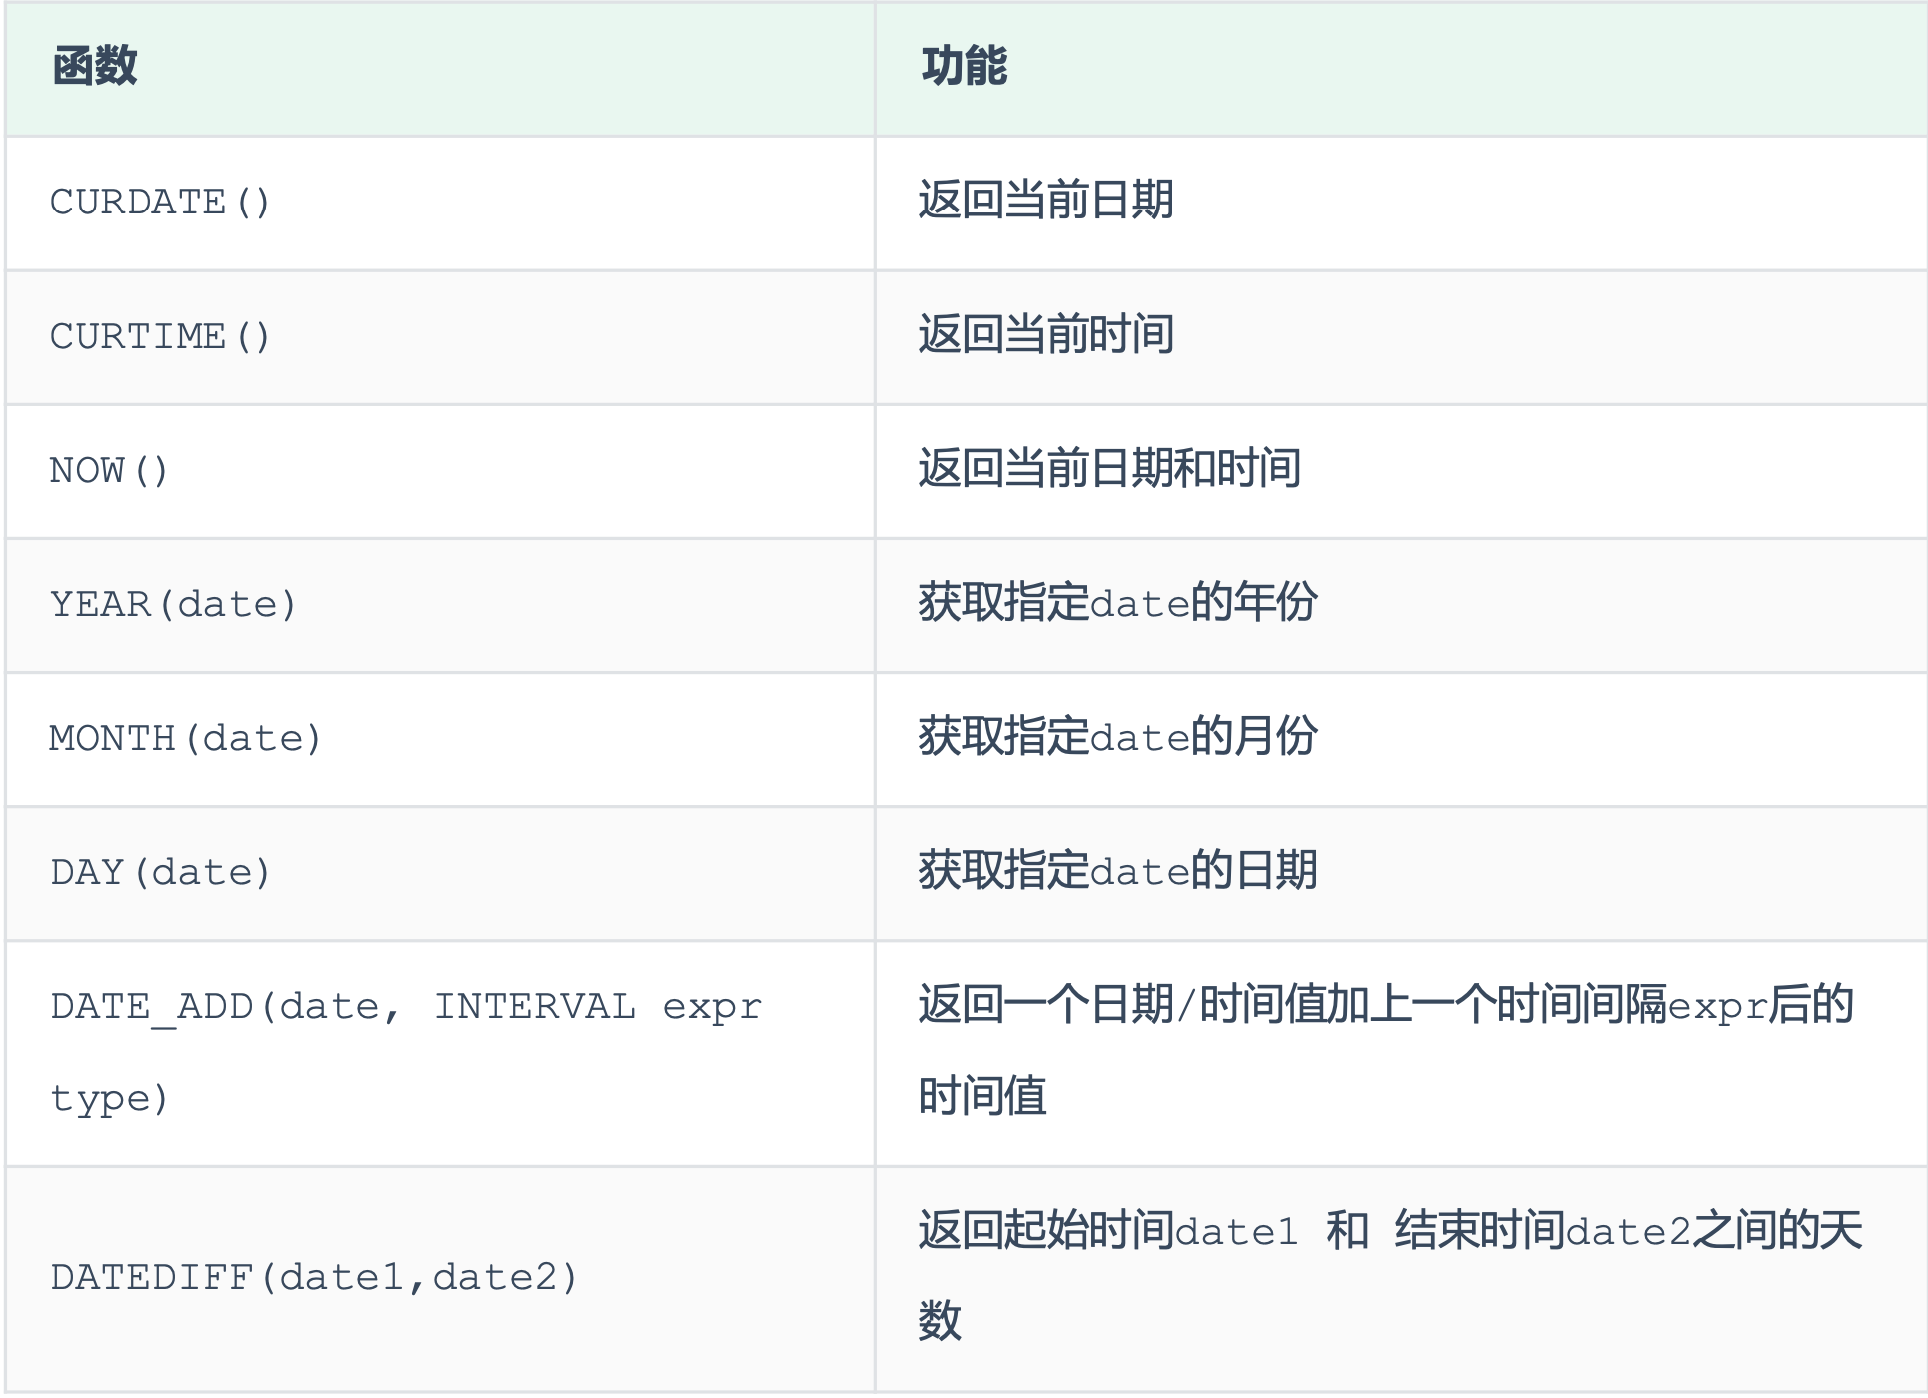 函数 功能
CURDATE() 返回当前日期
CURTIME() 返回当前时间
NOW() 返回当前日期和时间
YEAR(date) 获取指定date的年份
MONTH(date) 获取指定date的月份
DAY(date) 获取指定date的日期
DATE_ADD(date, INTERVAL expr
type)
返回一个日期/时间值加上一个时间间隔expr后的
时间值
DATEDIFF(date1,date2)
返回起始时间date1 和 结束时间date2之间的天
数